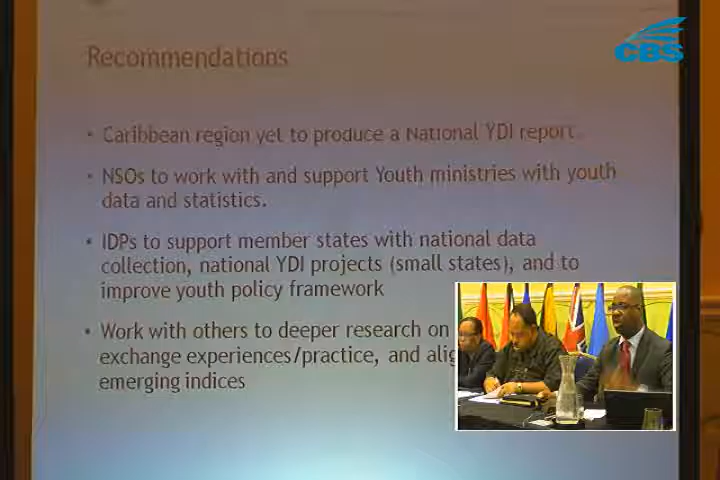 CBS
Recommendations
• Caribbean region yet to produce a National YDI report.
• NSOs to work with and support Youth ministries with youth
data and statistics.
• IDPs to support member states with national data
collection, national YDI projects (small states), and to
improve youth policy framework
• Work with others to deeper research on
exchange experiences/practice, and
emerging indices